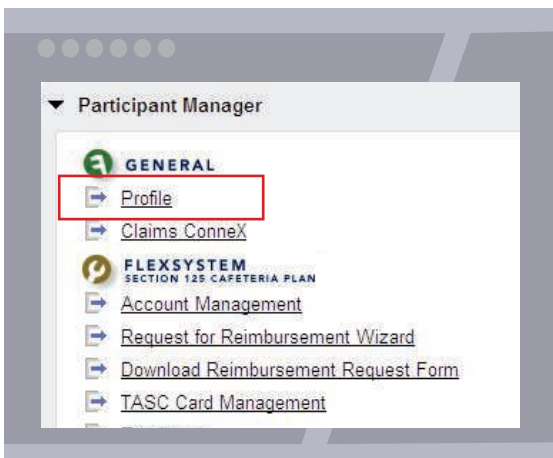 Participant Manager
GENERAL
Profile
Claims ConneX
FLEXSYSTEM
SECTION 125 CAFETERIA PLAN
Account Management
Request for Reimbursement Wizard
Download Reimbursement Request Form
TASC Card Management